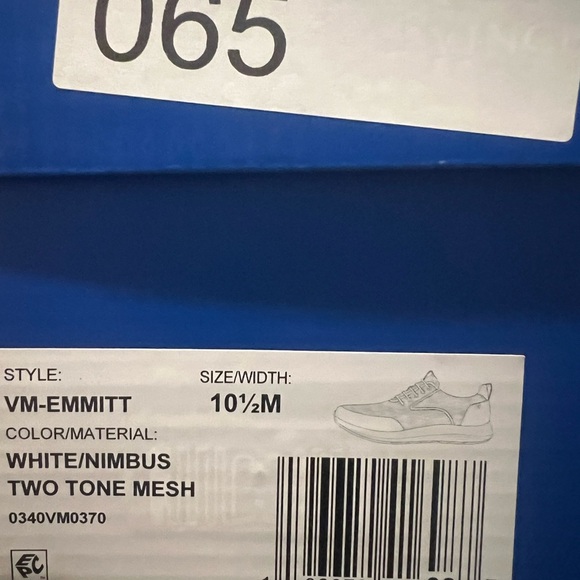 065
STYLE:
SIZE/WIDTH:
VM-EMMITT
10½M
COLOR/MATERIAL:
WHITE/NIMBUS
TWO TONE MESH
0340VM0370